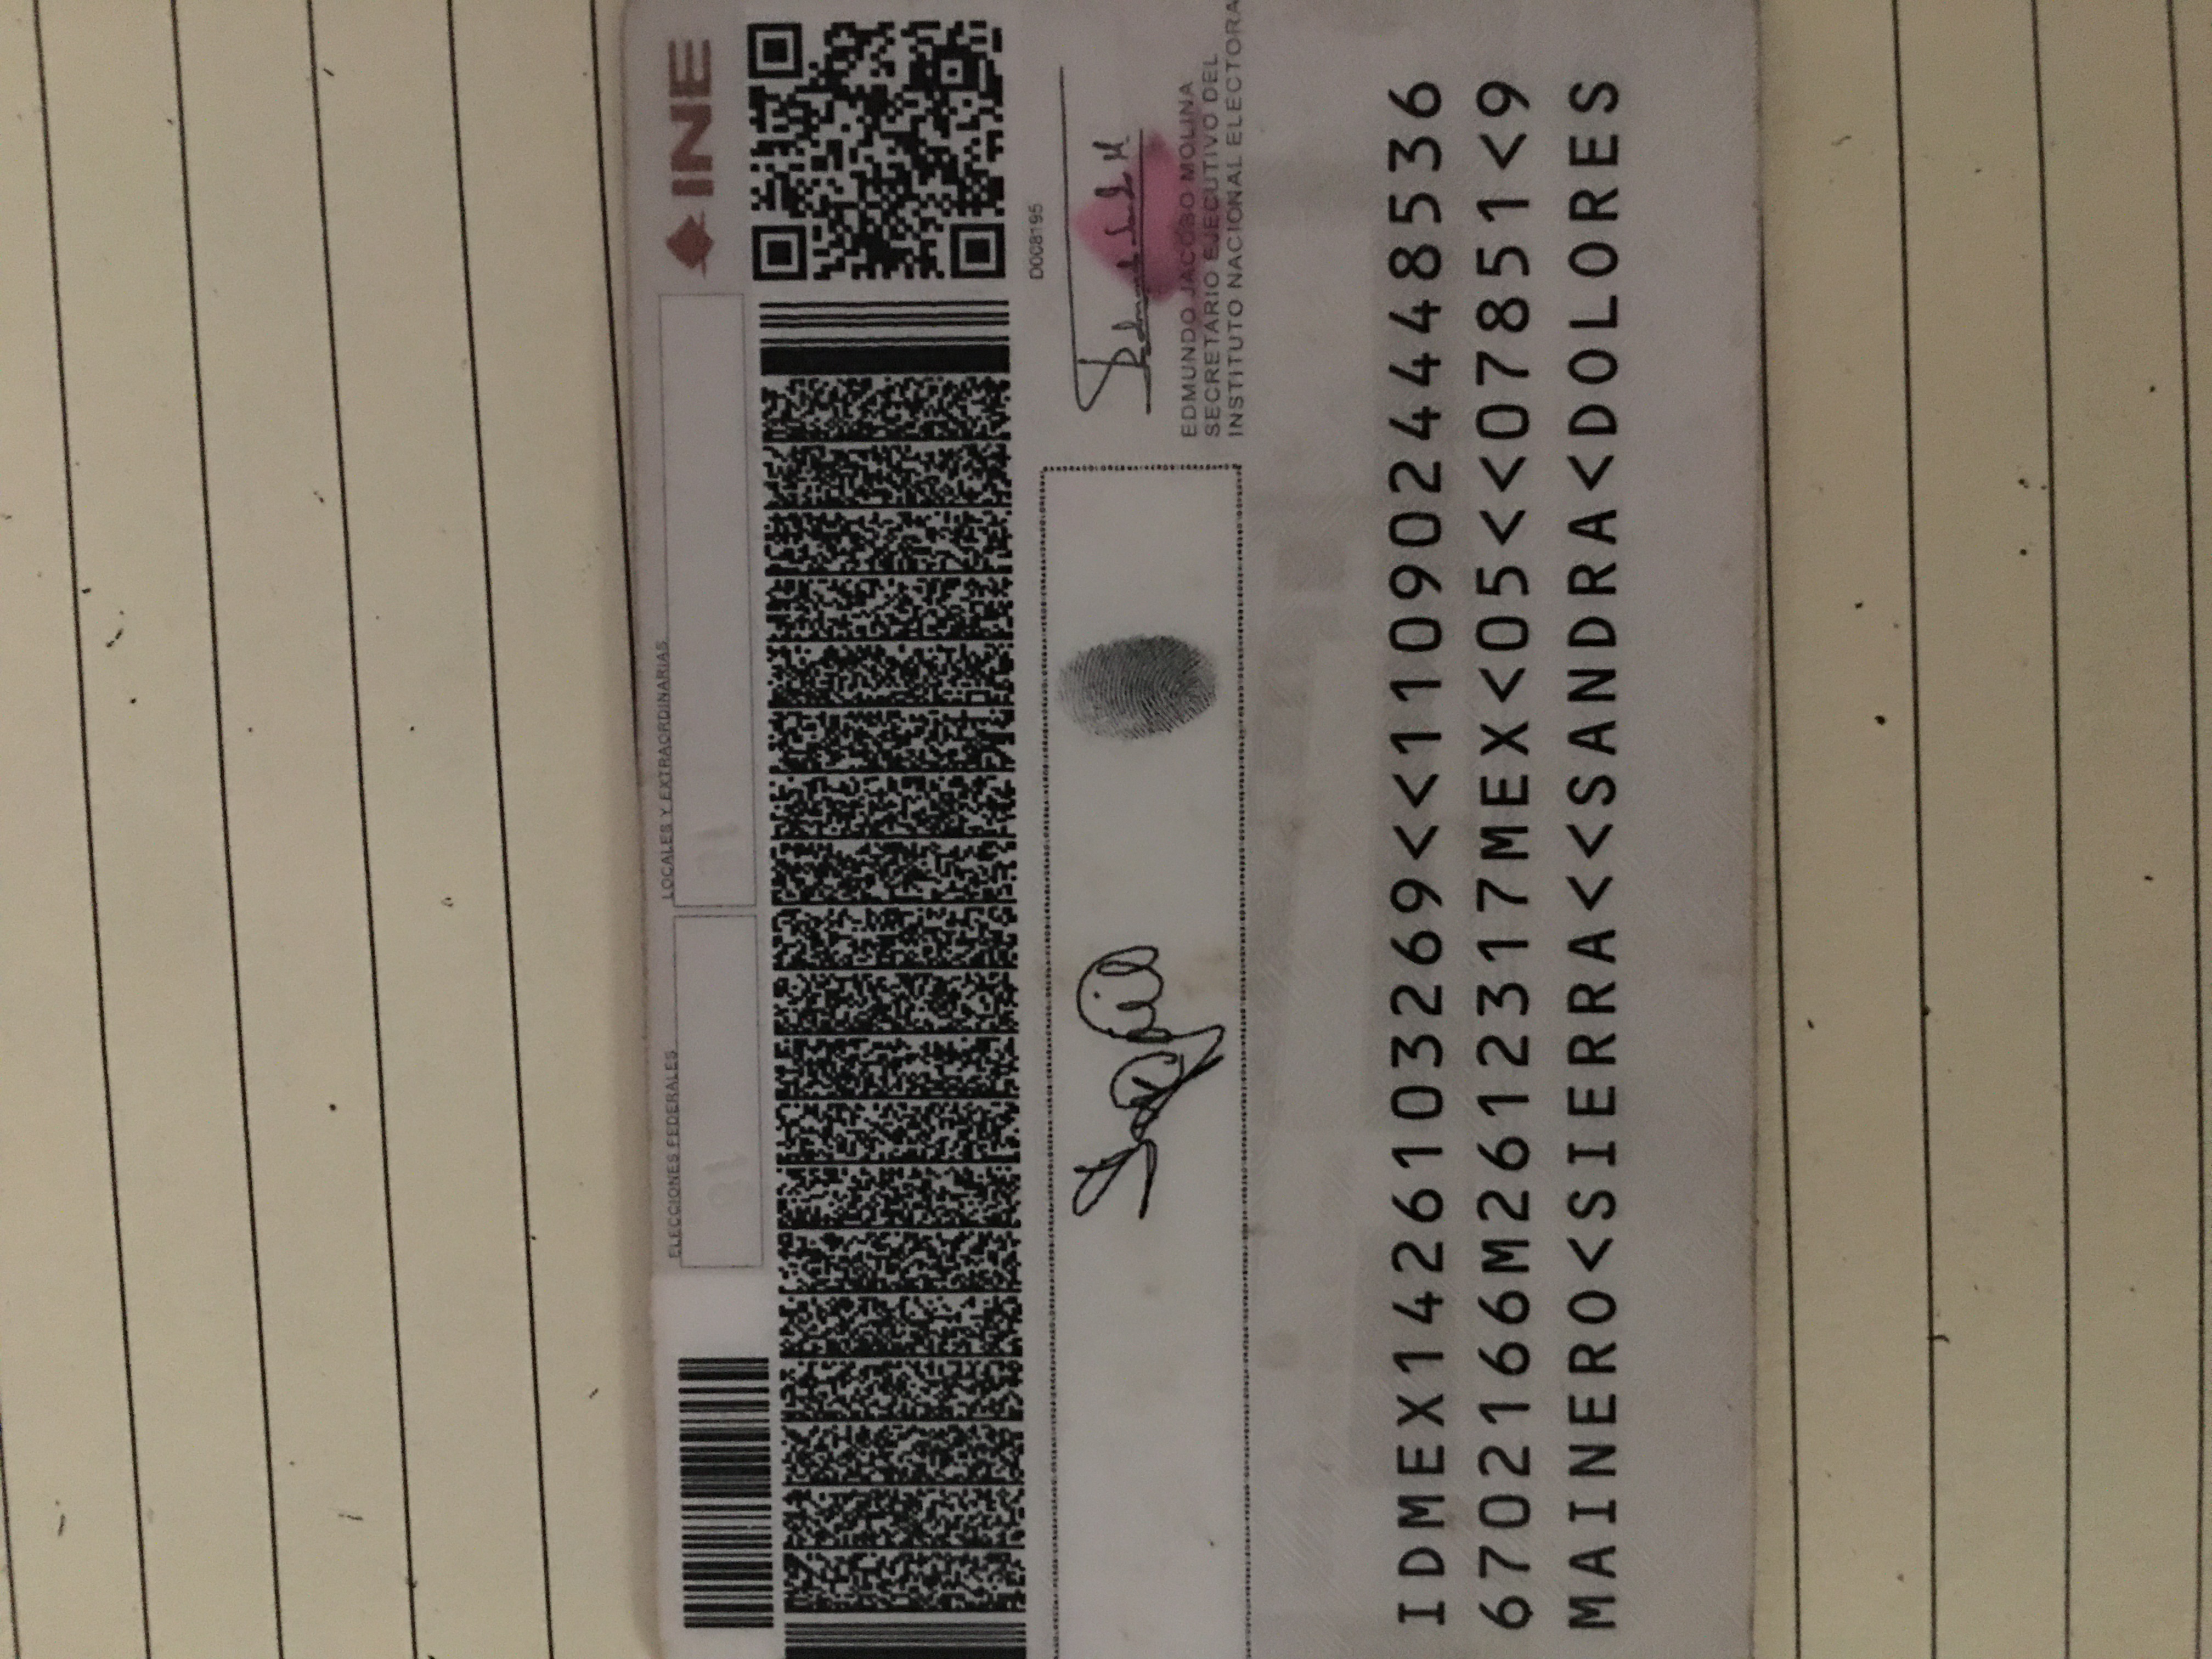 ELECCIONES FEDERALES
LOCALES Y EXTRAORDINARIAS
INE
D008195
EDMUNDO JACOBO MOLINA
SECRETARIO EJECUTIVO DEL
INSTITUTO NACIONAL ELECTORA
IDMEX1426103269<<1109024448536
6702166M2612317MEX<05<<07851<9
MAINERO<SIERRA<<SANDRA<DOLORES